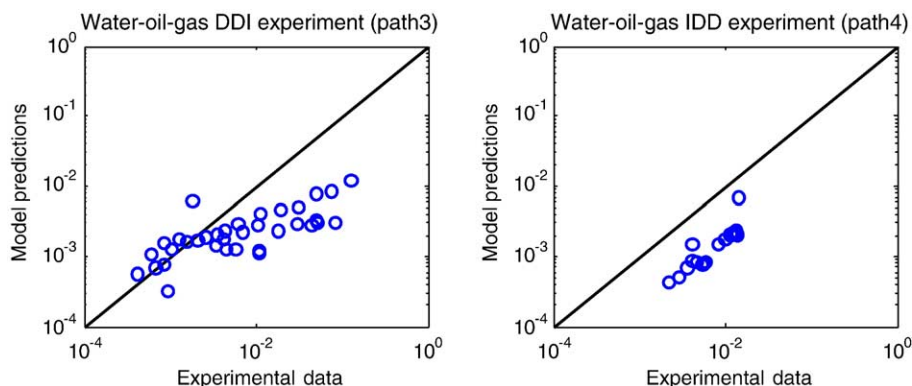 Water-oil-gas DDI experiment (path3)
10^0
10^-1
10^-2
10^-3
10^-4
Model predictions
10^-4
10^-2
10^0
Experimental data
Water-oil-gas IDD experiment (path4)
10^0
10^-1
10^-2
10^-3
10^-4
Model predictions
10^-4
10^-2
10^0
Experimental data